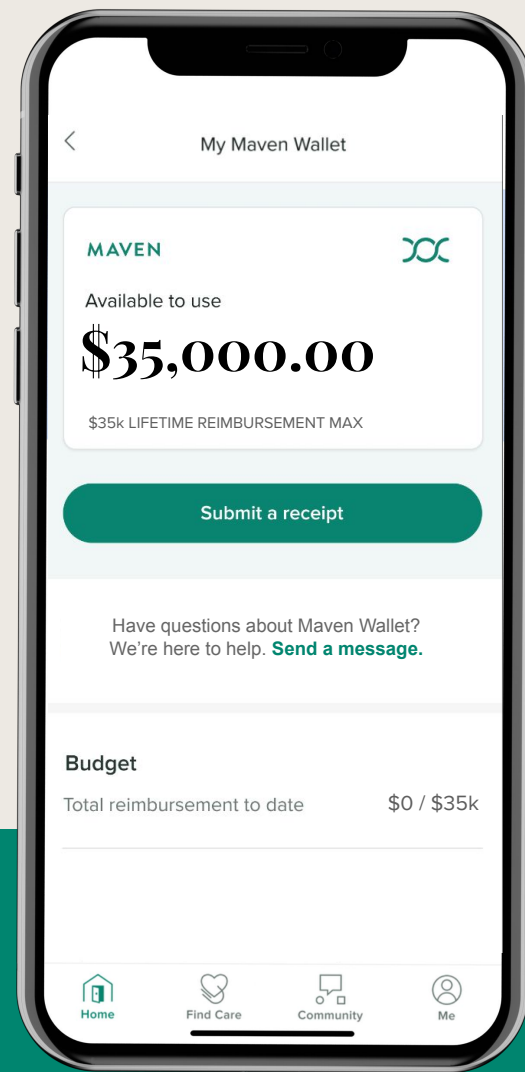 My Maven Wallet
MAVEN
Available to use
$35,000.00
$35k LIFETIME REIMBURSEMENT MAX
Submit a receipt
Have questions about Maven Wallet?
We're here to help. Send a message.
Budget
Total reimbursement to date $0 / $35k
Home Find Care Community Me